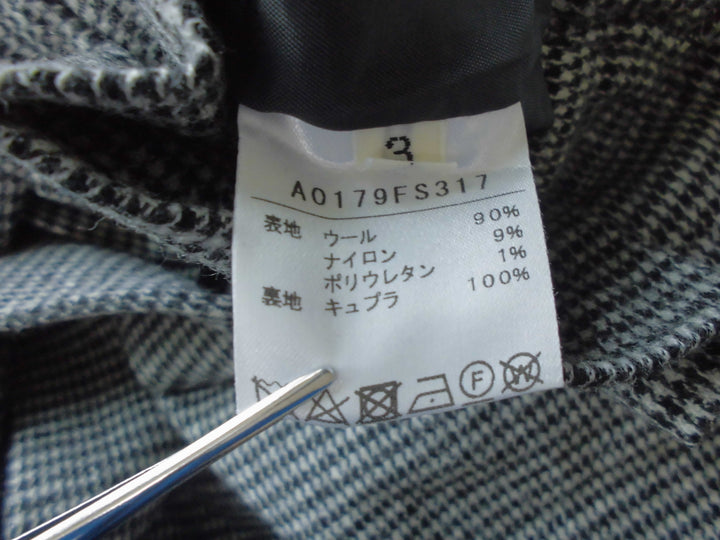 3
A0179FS317
表地 ウール 90%
ナイロン 9%
ポリウレタン 1%
裏地 キュプラ 100%
F
W